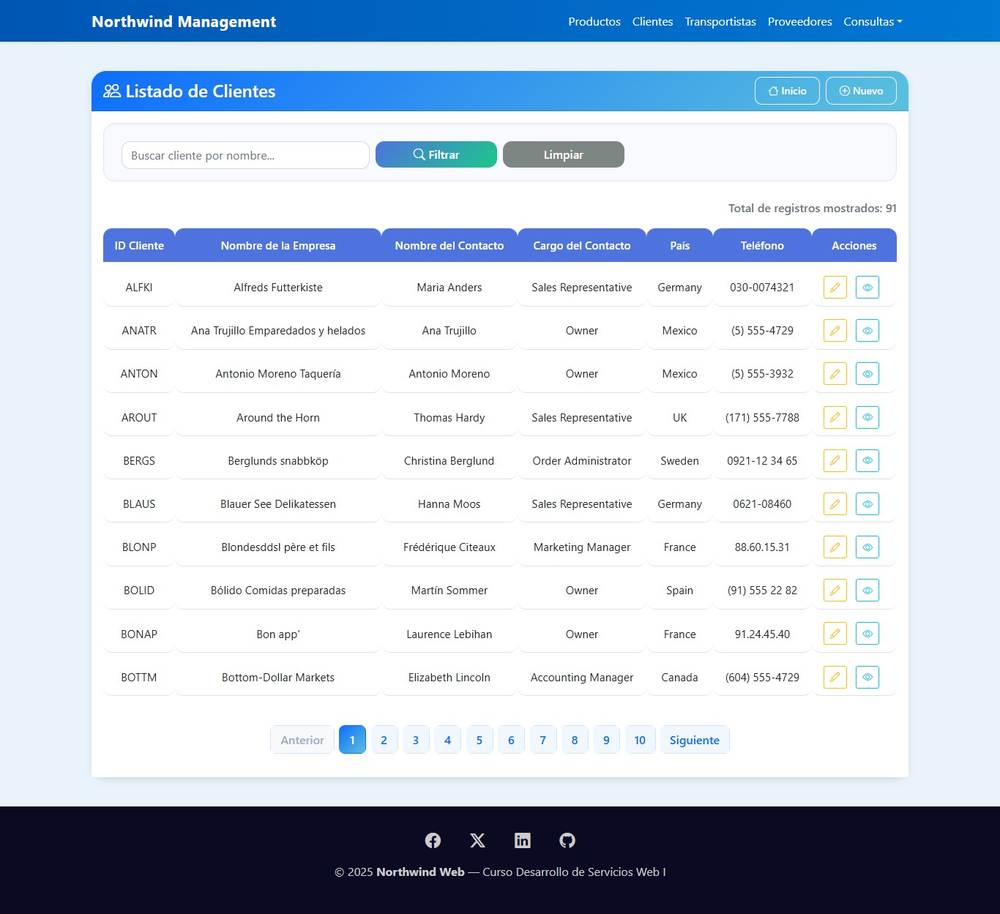 Northwind Management Productos Clientes Transportistas Proveedores Consultas
Listado de Clientes Inicio Nuevo
Buscar cliente por nombre... Filtrar Limpiar
Total de registros mostrados: 91
ID Cliente Nombre de la Empresa Nombre del Contacto Cargo del Contacto País Teléfono Acciones
ALFKI Alfreds Futterkiste Maria Anders Sales Representative Germany 030-0074321
ANATR Ana Trujillo Emparedados y helados Ana Trujillo Owner Mexico (5) 555-4729
ANTON Antonio Moreno Taquería Antonio Moreno Owner Mexico (5) 555-3932
AROUT Around the Horn Thomas Hardy Sales Representative UK (171) 555-7788
BERGS Berglunds snabbköp Christina Berglund Order Administrator Sweden 0921-12 34 65
BLAUS Blauer See Delikatessen Hanna Moos Sales Representative Germany 0621-08460
BLONP Blondesddsl père et fils Frédérique Citeaux Marketing Manager France 88.60.15.31
BOLID Bólido Comidas preparadas Martín Sommer Owner Spain (91) 555 22 82
BONAP Bon app' Laurence Lebihan Owner France 91.24.45.40
BOTTM Bottom-Dollar Markets Elizabeth Lincoln Accounting Manager Canada (604) 555-4729
Anterior 1 2 3 4 5 6 7 8 9 10 Siguiente
© 2025 Northwind Web — Curso Desarrollo de Servicios Web I